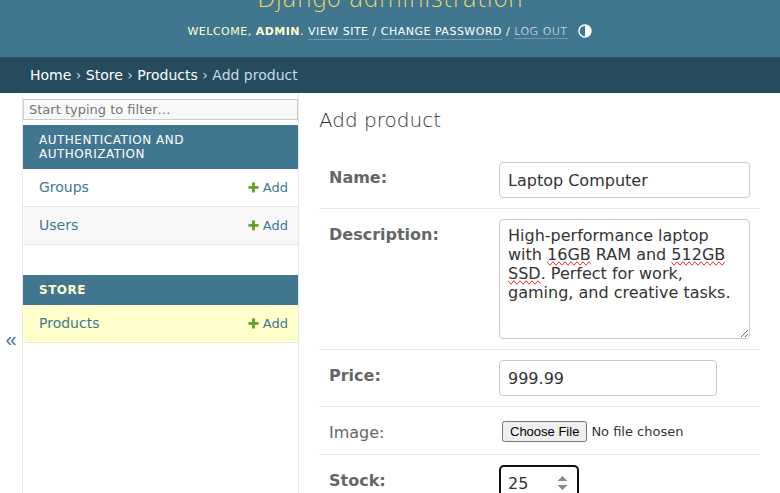 Django administration
WELCOME, ADMIN. VIEW SITE / CHANGE PASSWORD / LOG OUT
Home › Store › Products › Add product
Start typing to filter...
AUTHENTICATION AND
AUTHORIZATION
Groups
+ Add
Users
+ Add
STORE
Products
+ Add
«
Add product
Name:
Laptop Computer
Description:
High-performance laptop
with 16GB RAM and 512GB
SSD. Perfect for work,
gaming, and creative tasks.
Price:
999.99
Image:
Choose File No file chosen
Stock:
25